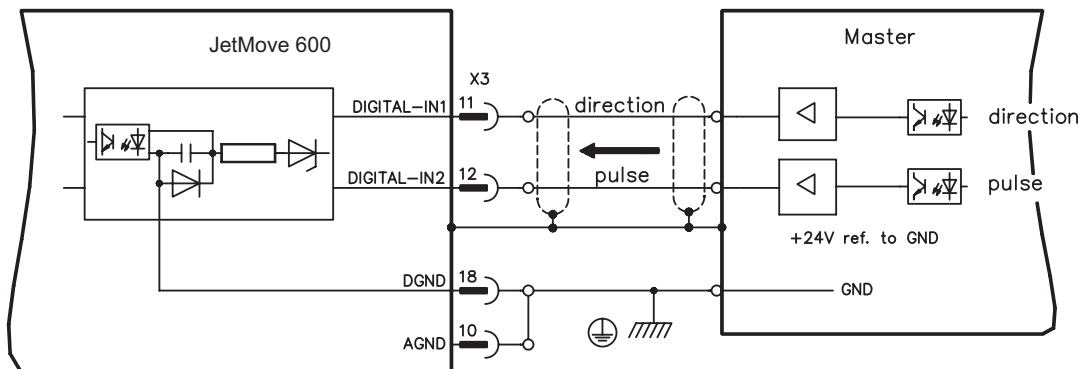 JetMove 600
Master
X3
DIGITAL-IN1
11
direction
direction
DIGITAL-IN2
12
pulse
pulse
+24V ref. to GND
DGND
18
GND
AGND
10